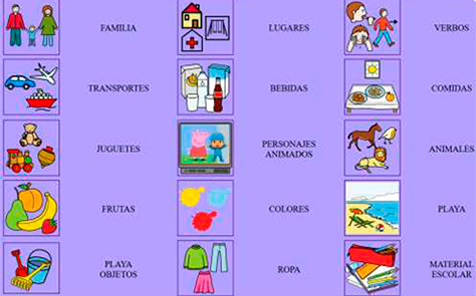 FAMILIA
LUGARES
VERBOS
TRANSPORTES
BEBIDAS
COMIDAS
JUGUETES
PERSONAJES
ANIMADOS
ANIMALES
FRUTAS
COLORES
PLAYA
PLAYA
OBJETOS
ROPA
MATERIAL
ESCOLAR